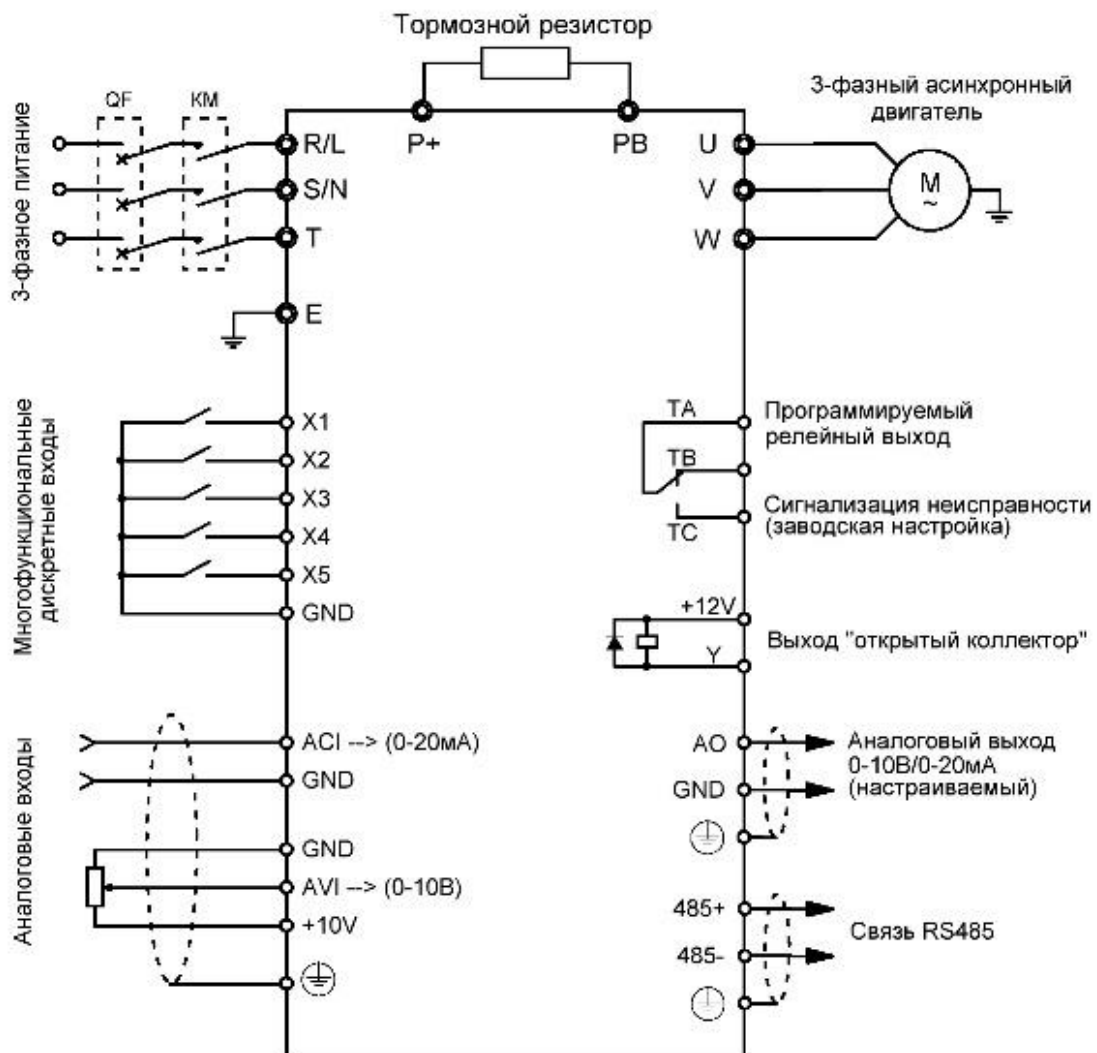 Тормозной резистор
QF
KM
3-фазный асинхронный
двигатель
3-фазное питание
R/L
P+
PB
U
S/N
V
M
~
T
W
E
Многофункциональные
дискретные входы
X1
X2
X3
X4
X5
GND
TA
Программируемый
релейный выход
TB
Сигнализация неисправности
(заводская настройка)
TC
+12V
Y
Выход "открытый коллектор"
Аналоговые входы
ACI --> (0-20мА)
GND
GND
AVI --> (0-10В)
+10V
AO
GND
Аналоговый выход
0-10В/0-20мА
(настраиваемый)
485+
485-
Связь RS485